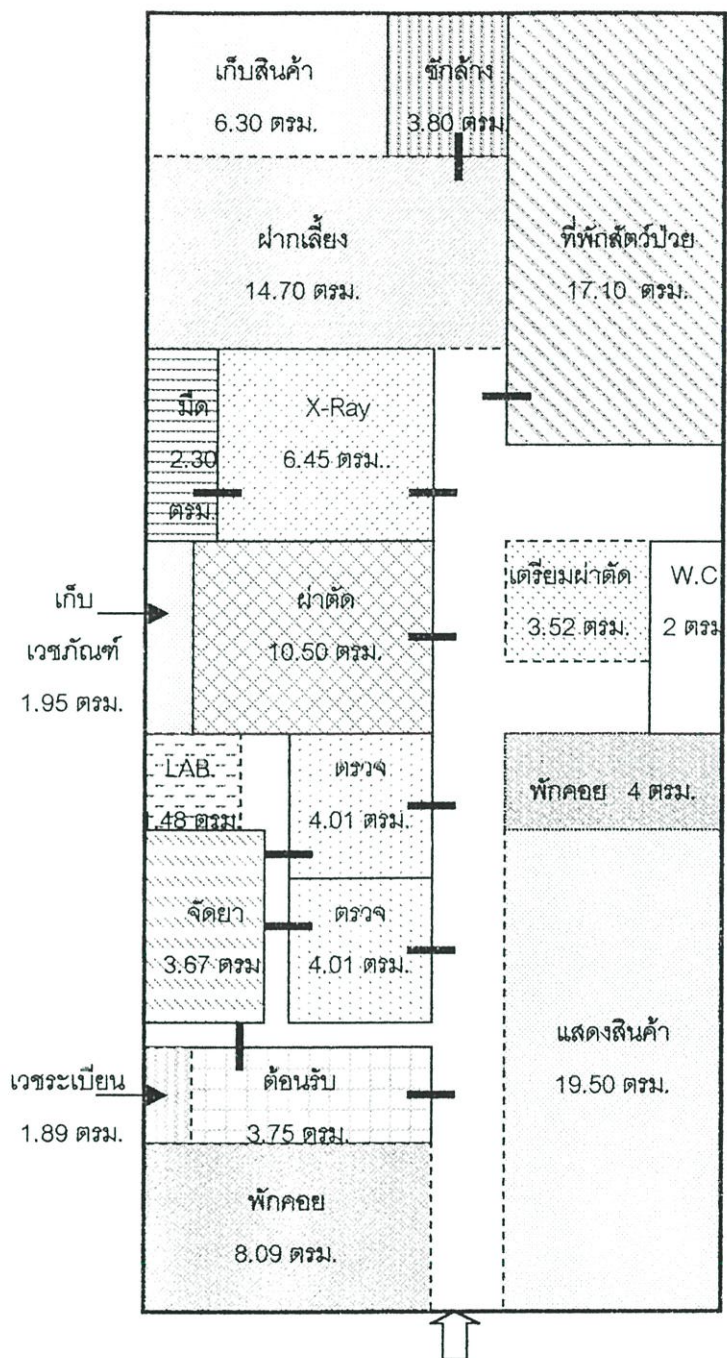 เก็บสินค้า
6.30 ตรม.
ซักล้าง
3.80 ตรม
ฝากเลี้ยง
14.70 ตรม.
ที่พักสัตว์ป่วย
17.10 ตรม.
มืด
2.30
ตรม.
X-Ray
6.45 ตรม..
เก็บ
เวชภัณฑ์
1.95 ตรม.
ผ่าตัด
10.50 ตรม.
เตรียมผ่าตัด
3.52 ตรม.
W.C
2 ตรม
LAB.
.48 ตรม.
ตรวจ
4.01 ตรม.
พักคอย 4 ตรม.
จัดยา
3.67 ตรม
ตรวจ
4.01 ตรม.
แสดงสินค้า
19.50 ตรม.
เวชระเบียน
1.89 ตรม.
ต้อนรับ
3.75 ตรม.
พักคอย
8.09 ตรม.